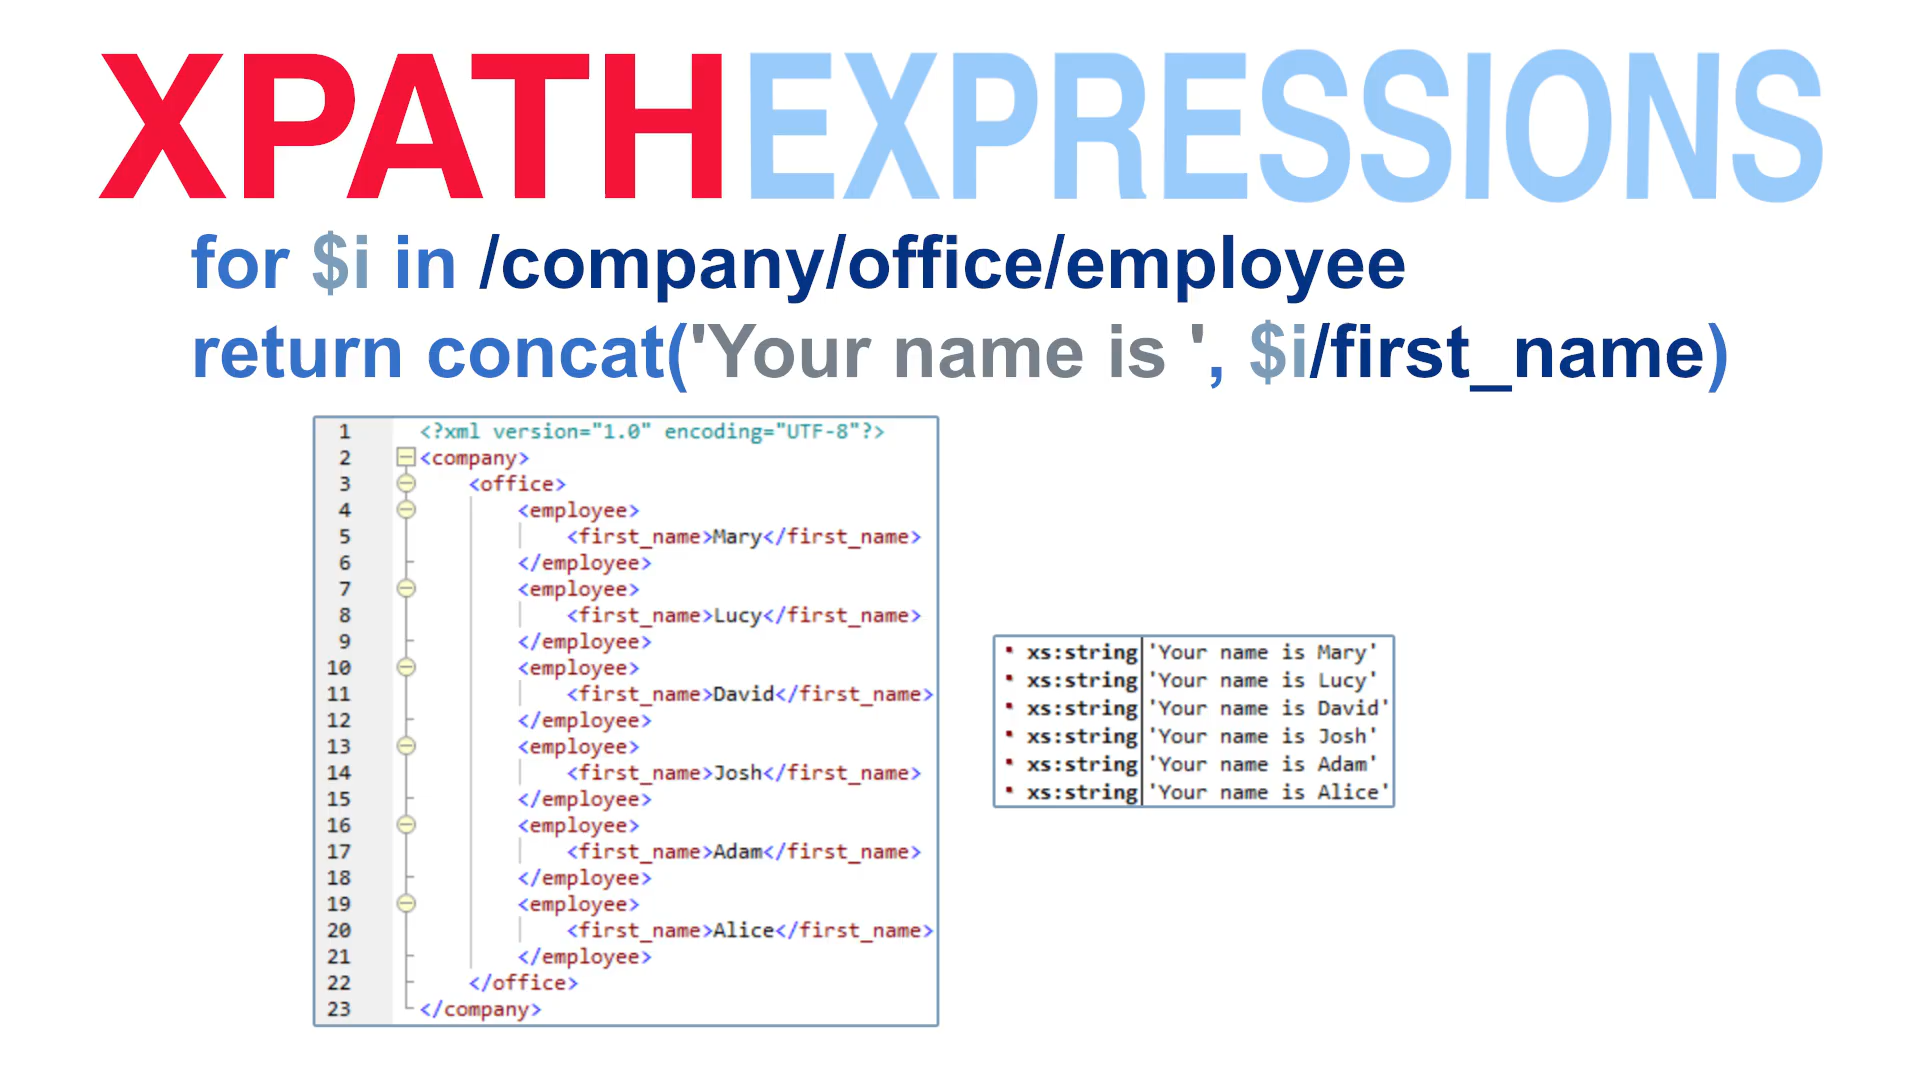 XPATH EXPRESSIONS
for $i in /company/office/employee
return concat('Your name is ', $i/first_name)
1 <?xml version="1.0" encoding="UTF-8"?>
2 <company>
3 <office>
4 <employee>
5 <first_name>Mary</first_name>
6 </employee>
7 <employee>
8 <first_name>Lucy</first_name>
9 </employee>
10 <employee>
11 <first_name>David</first_name>
12 </employee>
13 <employee>
14 <first_name>Josh</first_name>
15 </employee>
16 <employee>
17 <first_name>Adam</first_name>
18 </employee>
19 <employee>
20 <first_name>Alice</first_name>
21 </employee>
22 </office>
23 </company>
xs:string 'Your name is Mary'
xs:string 'Your name is Lucy'
xs:string 'Your name is David'
xs:string 'Your name is Josh'
xs:string 'Your name is Adam'
xs:string 'Your name is Alice'